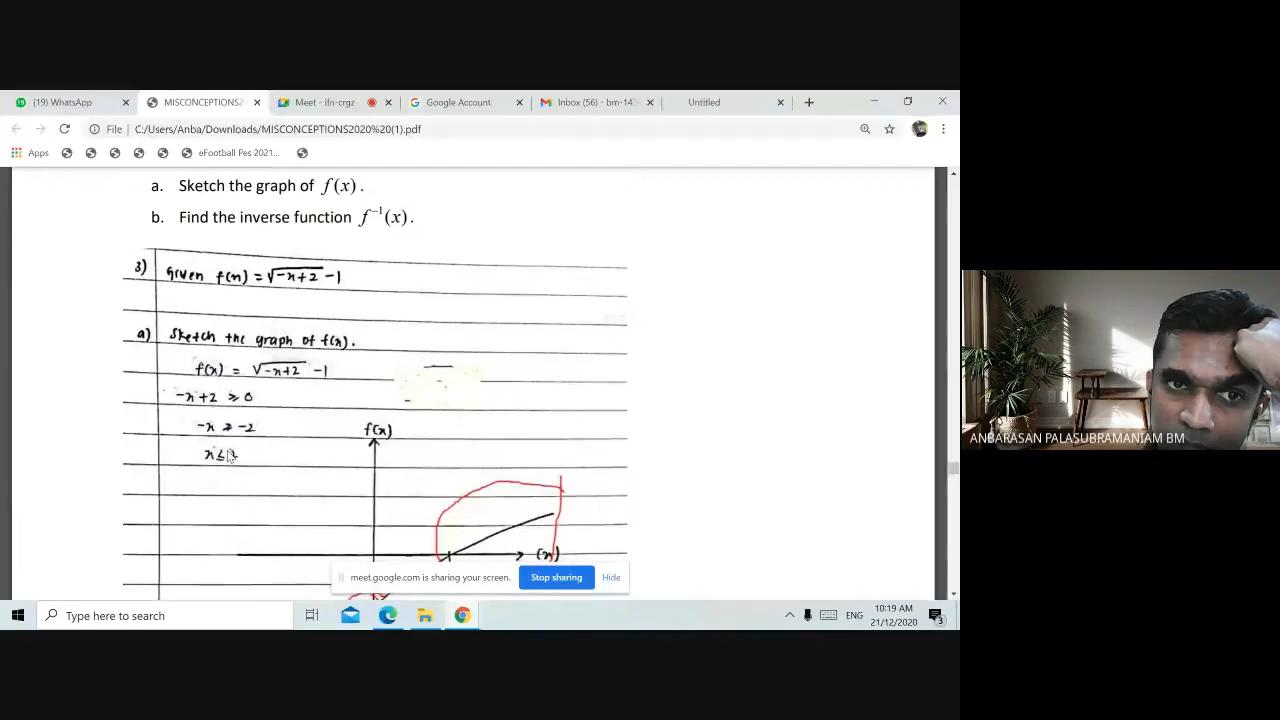 (19) WhatsApp
MISCONCEPTIONS2
Meet - ifn-crgz
Google Account
Inbox (56) - bm-14
Untitled
File
C:/Users/Anba/Downloads/MISCONCEPTIONS2020%20(1).pdf
Apps
eFootball Pes 2021...
a. Sketch the graph of f(x).
b. Find the inverse function f⁻¹(x).
3) Given f(x) = √-x+2 -1
a) Sketch the graph of f(x).
f(x) = √-x+2 -1
-x+2 ≥ 0
-x ≥ -2
x ≤
f(x)
(x)
meet.google.com is sharing your screen.
Stop sharing
Hide
ANBARASAN PALASUBRAMANIAM BM
Type here to search
ENG
10:19 AM
21/12/2020
3